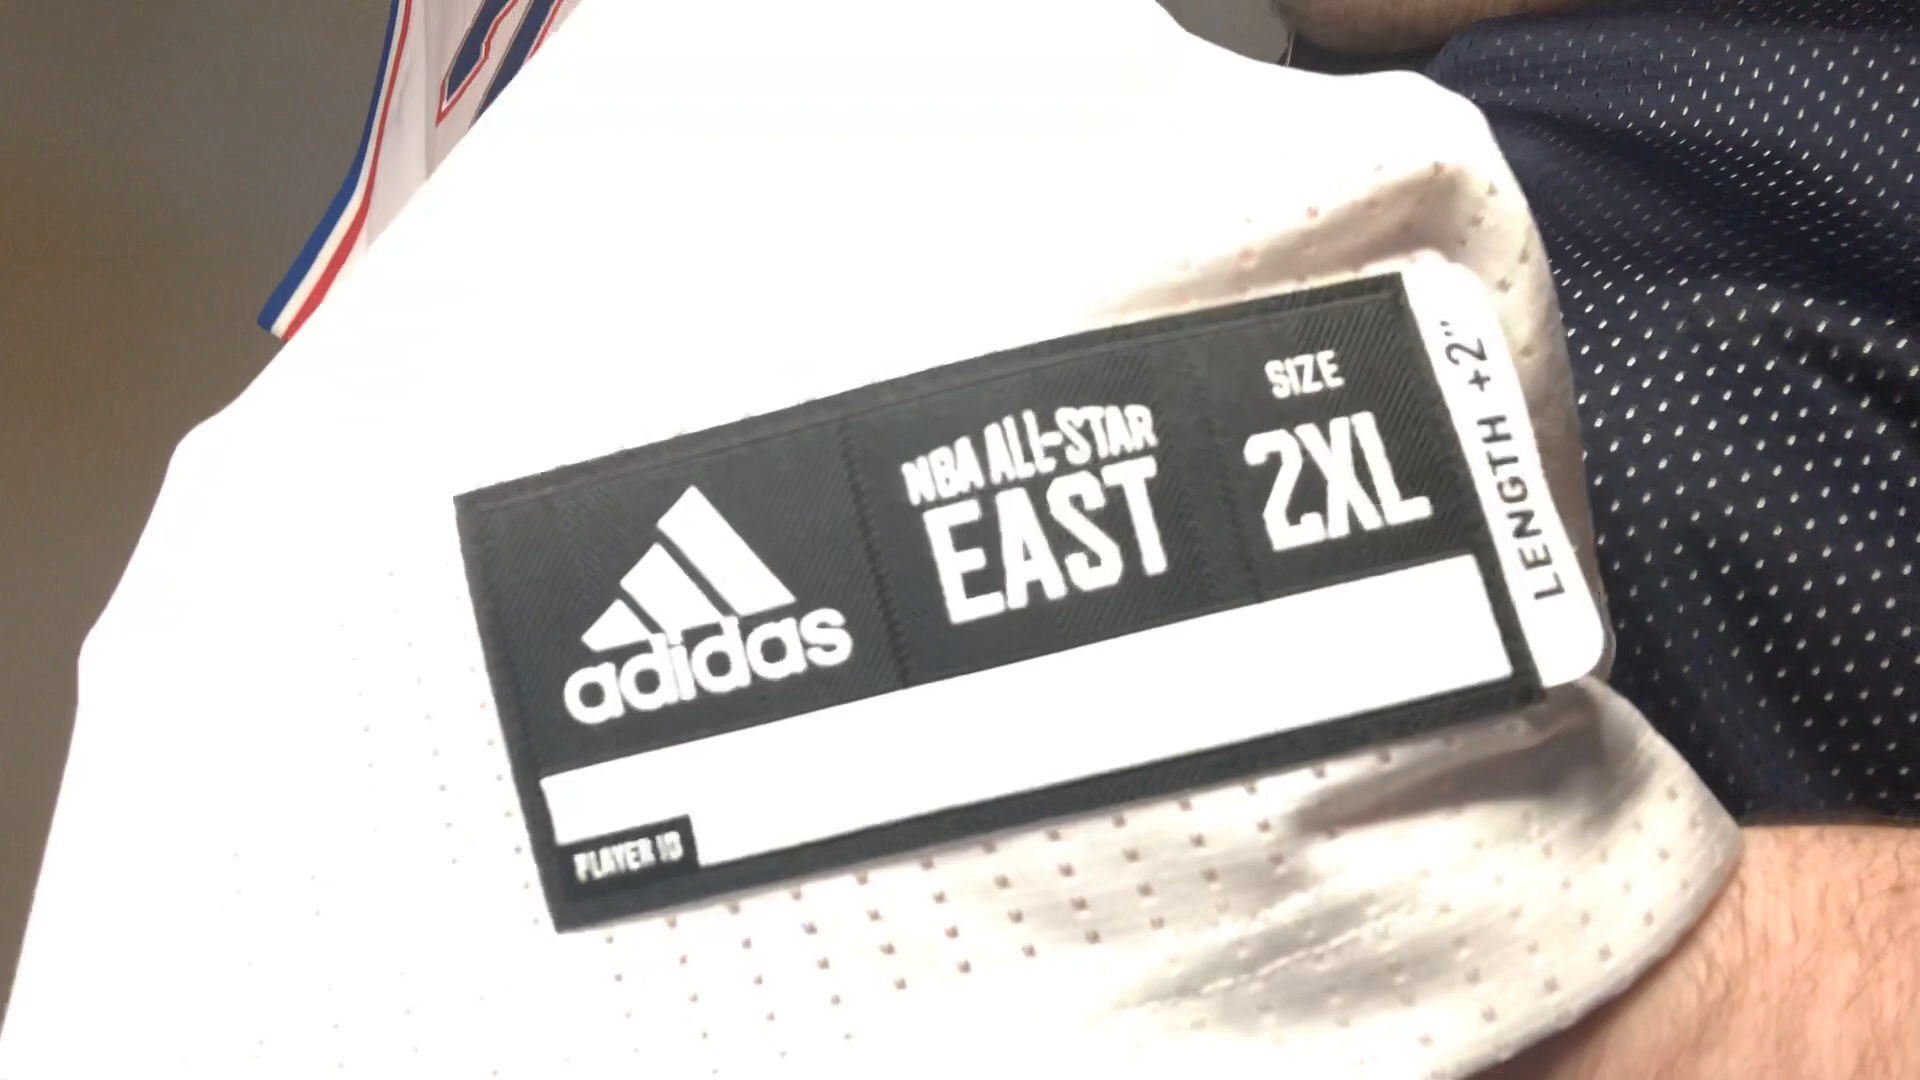 adidas
NBA ALL-STAR
EAST
SIZE
2XL
LENGTH +2"
PLAYER ID